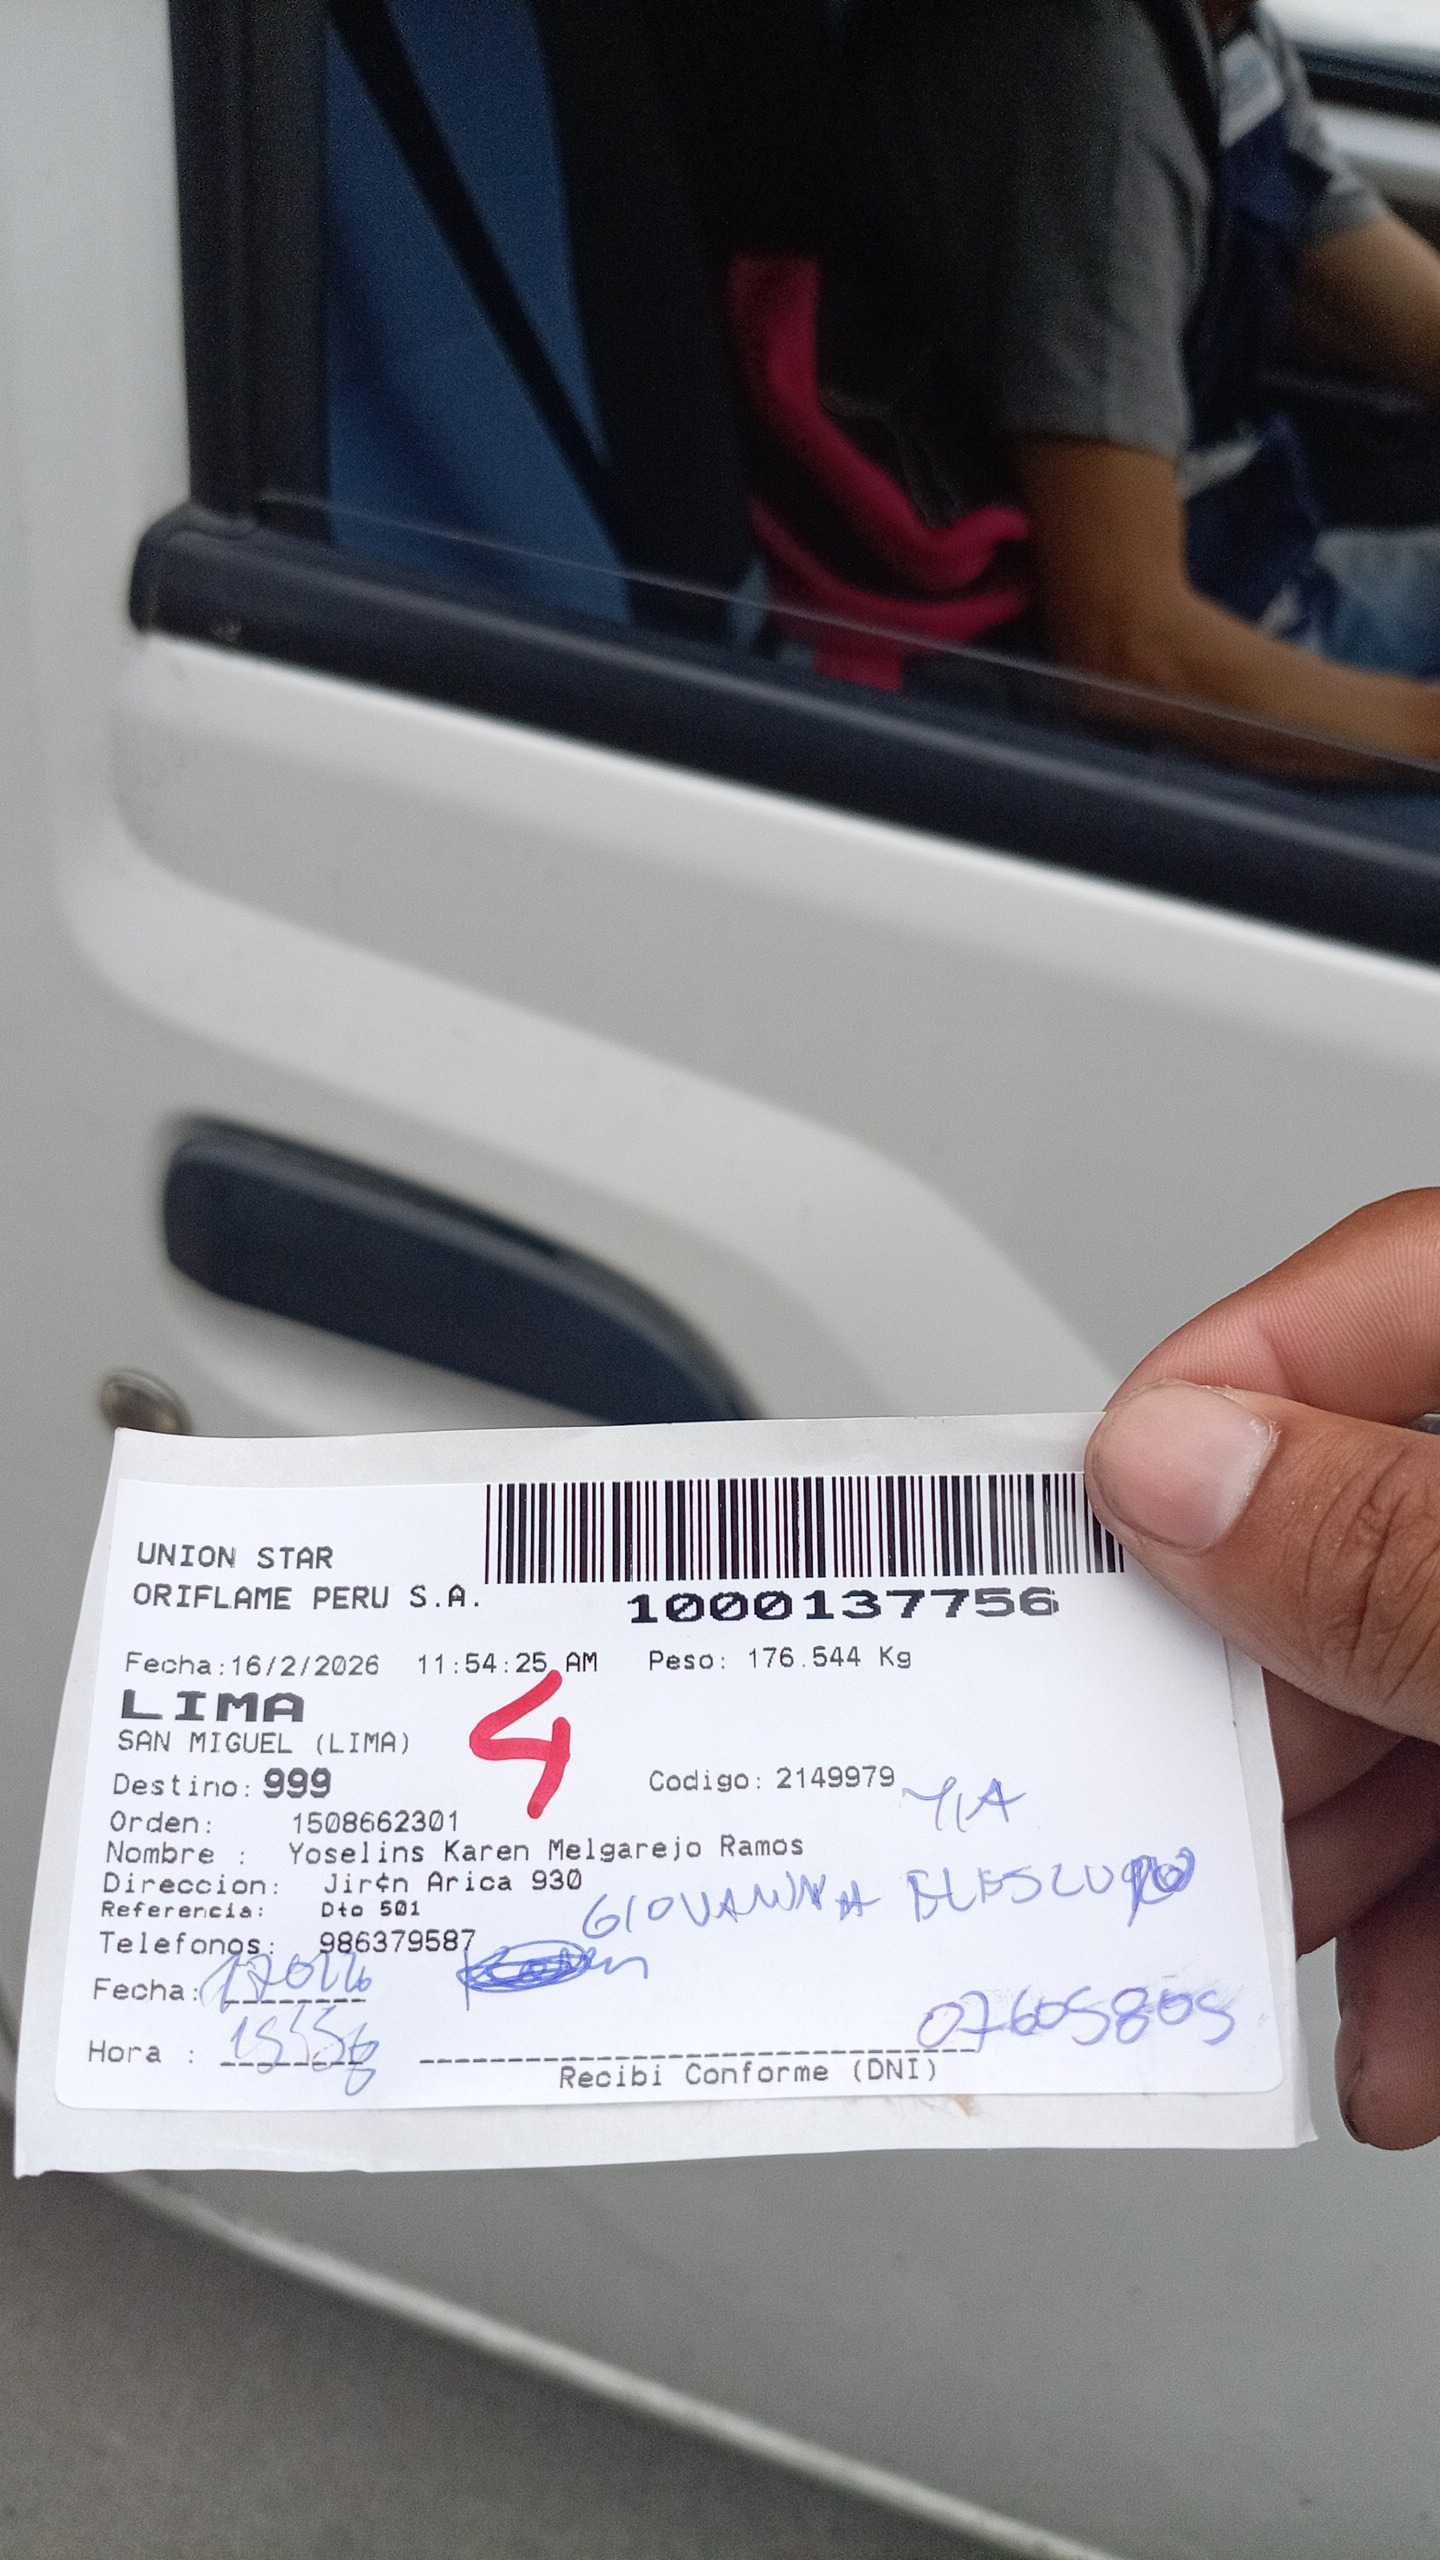 UNION STAR
ORIFLAME PERU S.A.
1000137756
Fecha:16/2/2026 11:54:25 AM Peso: 176.544 Kg
LIMA
4
SAN MIGUEL (LIMA)
Destino: 999 Codigo: 2149979
Orden: 1508662301
Nombre : Yoselins Karen Melgarejo Ramos
Direccion: Jir¢n Arica 930
Referencia: Dto 501
GIOVANNA
Telefonos: 986379587
Fecha:
07605805
Hora :
Recibi Conforme (DNI)